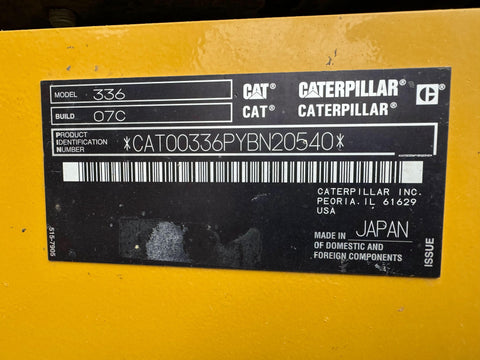 MODEL 336 CAT CATERPILLAR
BUILD 07C CAT CATERPILLAR
PRODUCT IDENTIFICATION NUMBER *CAT00336PYBN20540*
CATERPILLAR INC.
PEORIA, IL 61629
USA
MADE IN JAPAN
OF DOMESTIC AND
FOREIGN COMPONENTS
515-7905
ISSUE